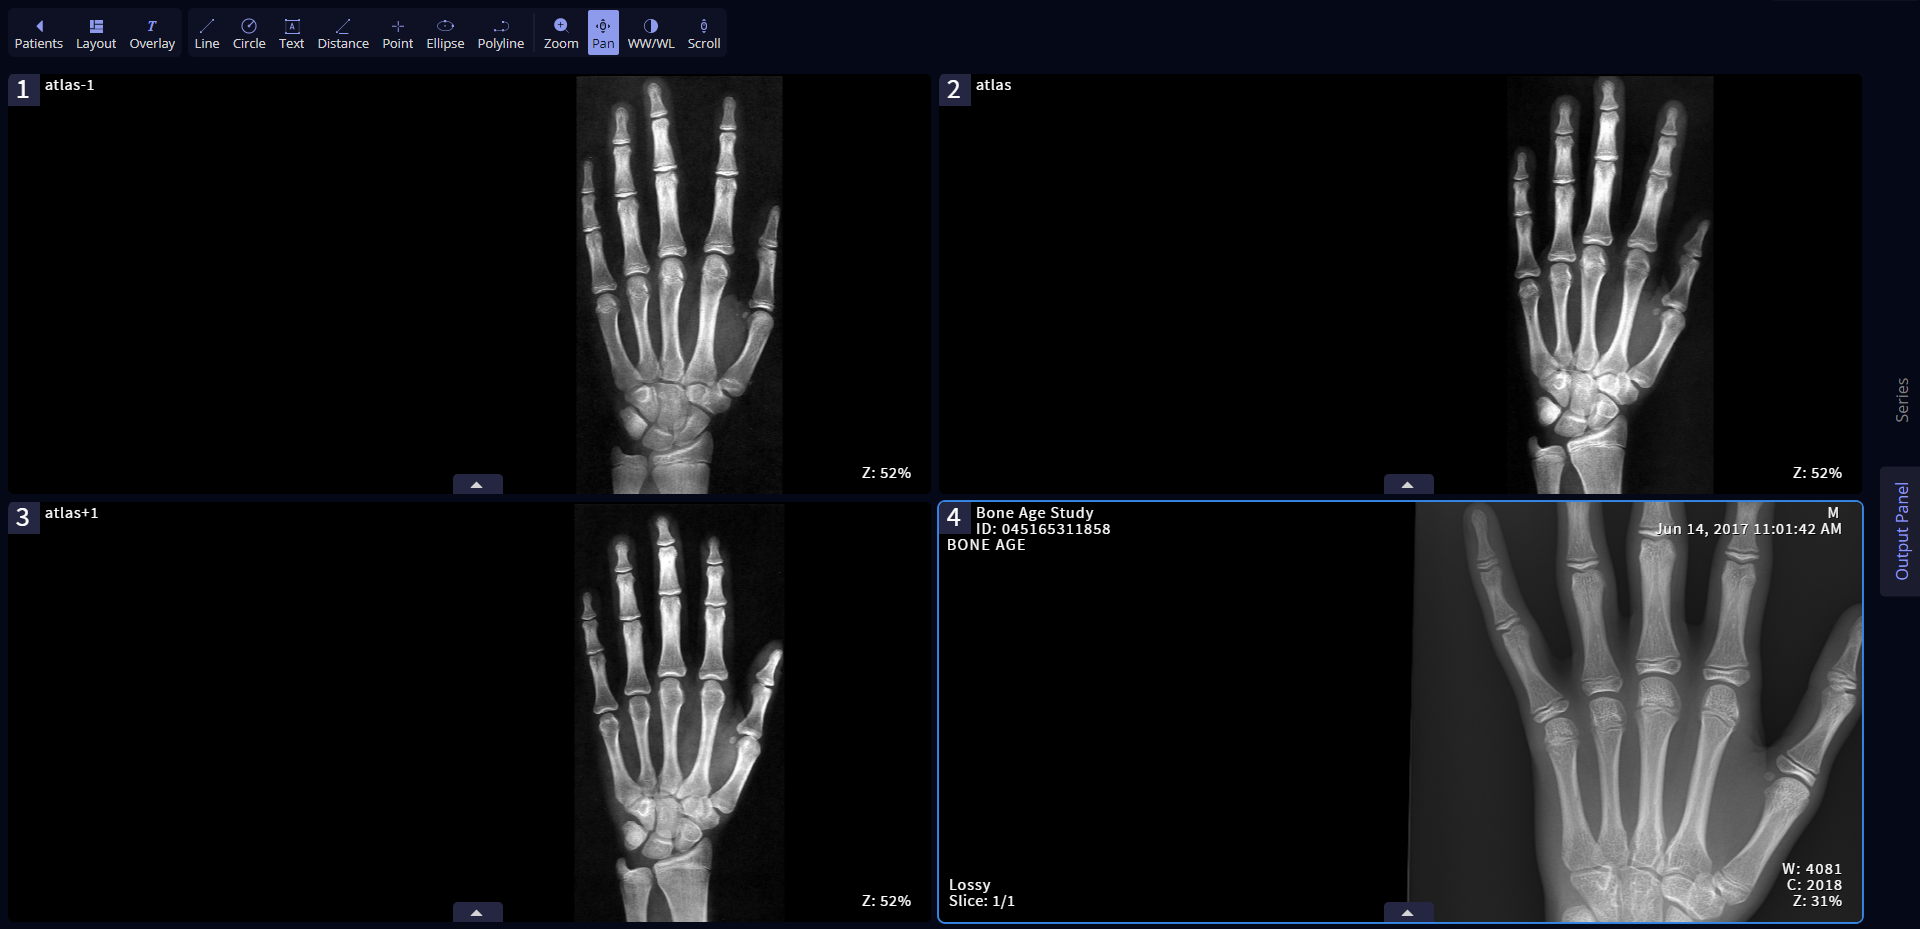 Patients Layout Overlay Line Circle Text Distance Point Ellipse Polyline Zoom Pan WW/WL Scroll
1 atlas-1
Z: 52%
2 atlas
Z: 52%
3 atlas+1
Z: 52%
4 Bone Age Study
ID: 045165311858
BONE AGE
M
Jun 14, 2017 11:01:42 AM
Lossy
Slice: 1/1
W: 4081
C: 2018
Z: 31%
Series
Output Panel